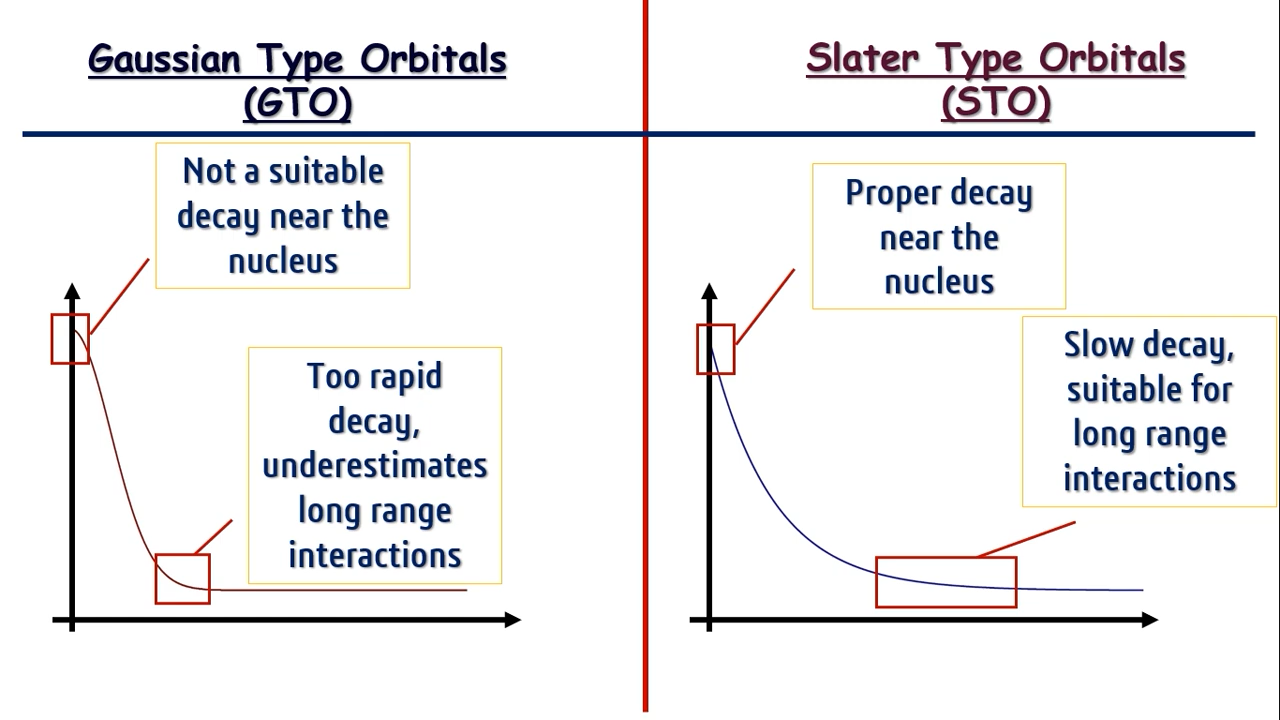 Gaussian Type Orbitals
(GTO)
Not a suitable
decay near the
nucleus
Too rapid
decay,
underestimates
long range
interactions
Slater Type Orbitals
(STO)
Proper decay
near the
nucleus
Slow decay,
suitable for
long range
interactions